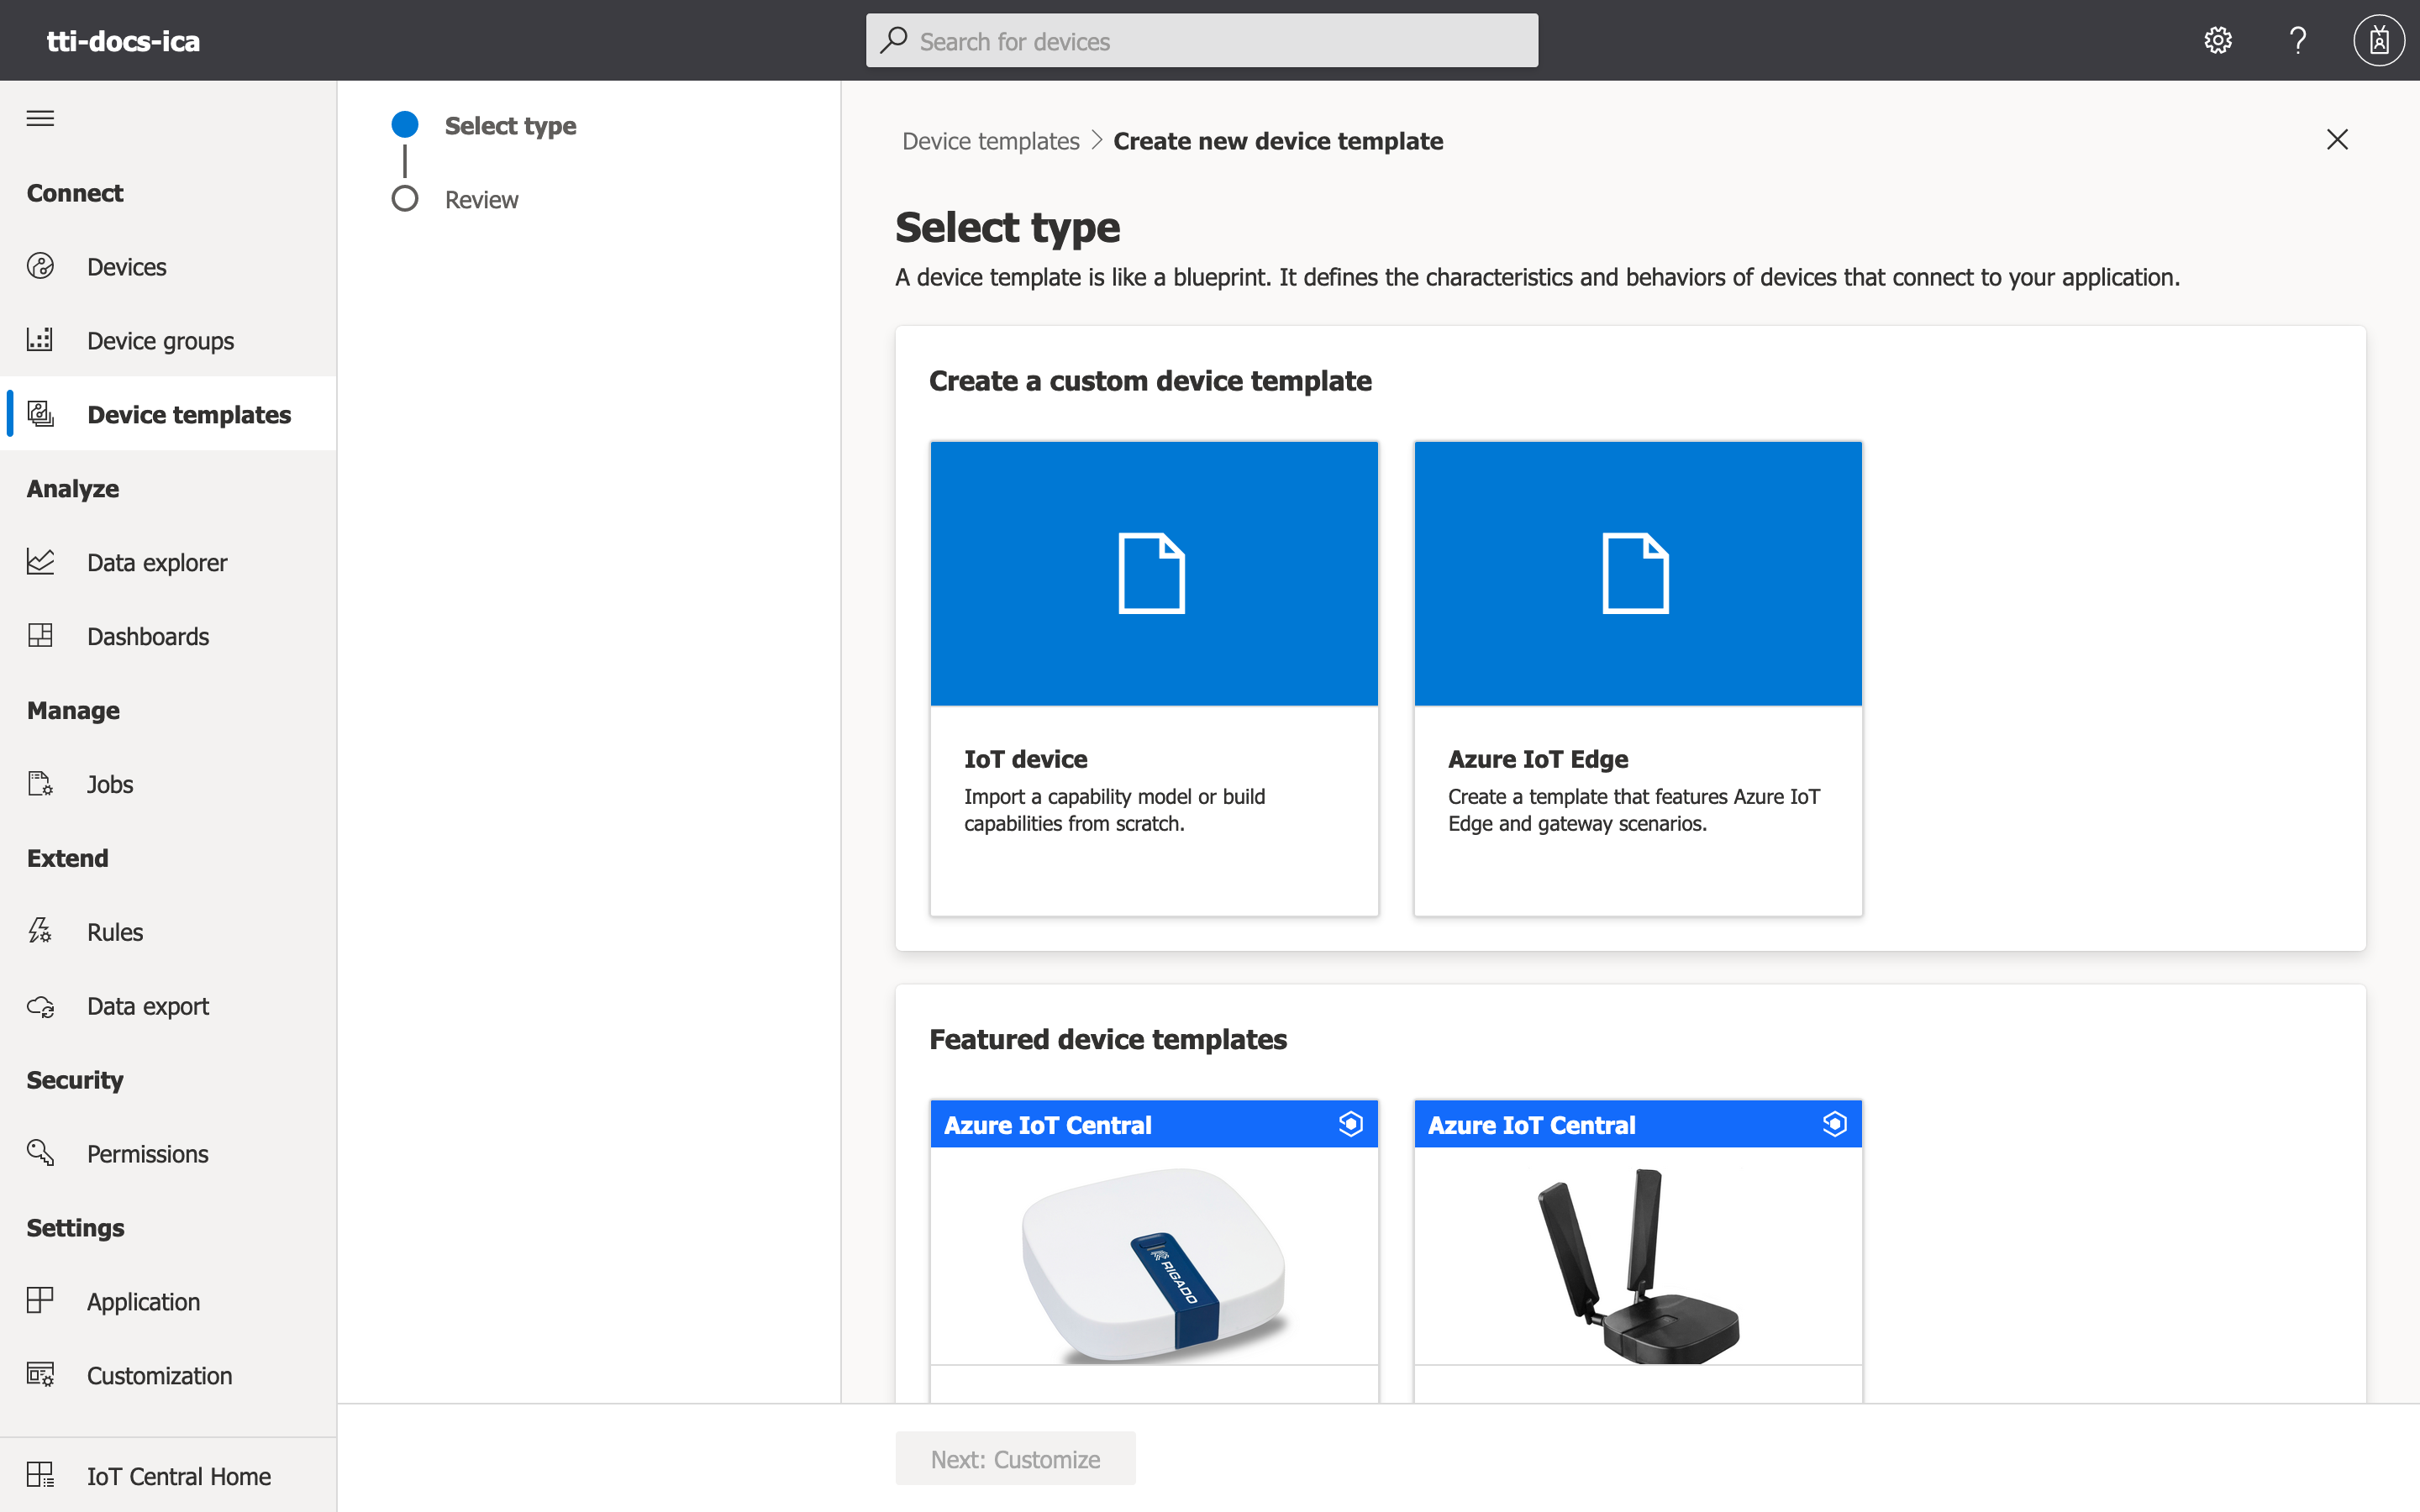 tti-docs-ica
Search for devices
Connect
Devices
Device groups
Device templates
Analyze
Data explorer
Dashboards
Manage
Jobs
Extend
Rules
Data export
Security
Permissions
Settings
Application
Customization
IoT Central Home
Select type
Review
Device templates > Create new device template
Select type
A device template is like a blueprint. It defines the characteristics and behaviors of devices that connect to your application.
Create a custom device template
IoT device
Import a capability model or build
capabilities from scratch.
Azure IoT Edge
Create a template that features Azure IoT
Edge and gateway scenarios.
Featured device templates
Azure IoT Central
RIGADO
Azure IoT Central
Next: Customize